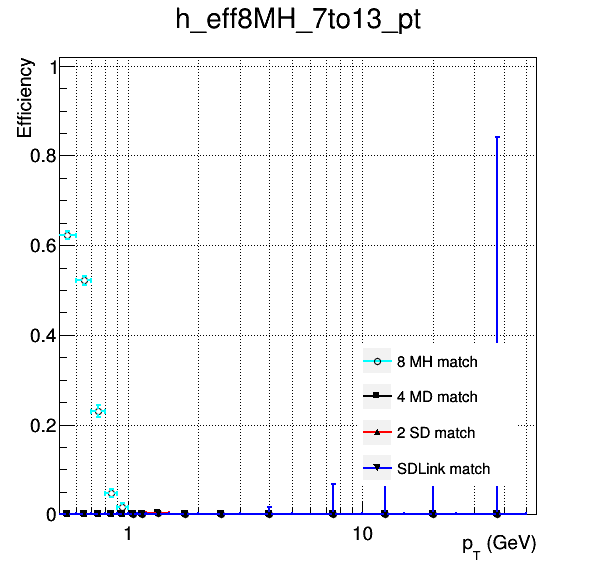 h_eff8MH_7to13_pt
Efficiency
1
0.8
0.6
0.4
0.2
0
8 MH match
4 MD match
2 SD match
SDLink match
1
10
pT (GeV)